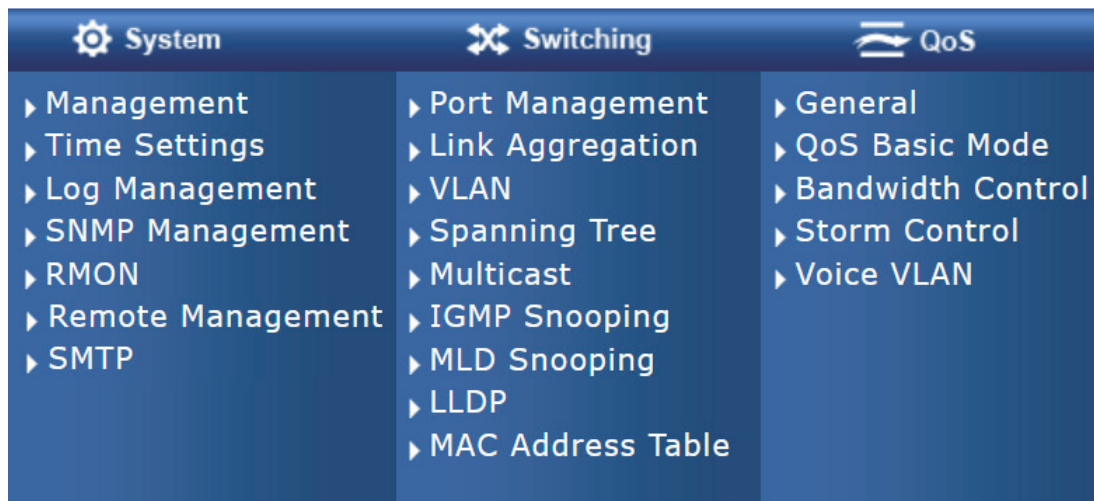 System
Management
Time Settings
Log Management
SNMP Management
RMON
Remote Management
SMTP
Switching
Port Management
Link Aggregation
VLAN
Spanning Tree
Multicast
IGMP Snooping
MLD Snooping
LLDP
MAC Address Table
QoS
General
QoS Basic Mode
Bandwidth Control
Storm Control
Voice VLAN